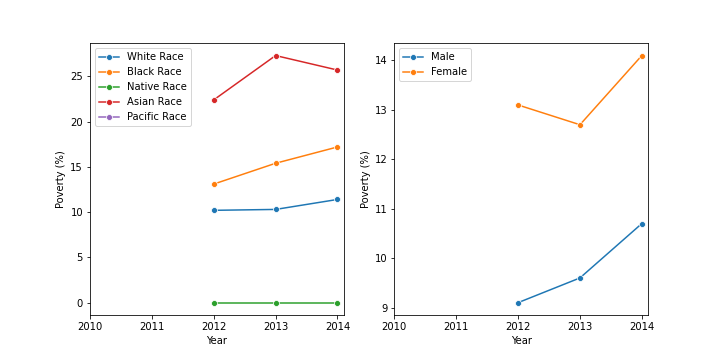 White Race
Black Race
Native Race
Asian Race
Pacific Race
25
20
15
10
5
0
Poverty (%)
2010 2011 2012 2013 2014
Year
Male
Female
14
13
12
11
10
9
Poverty (%)
2010 2011 2012 2013 2014
Year